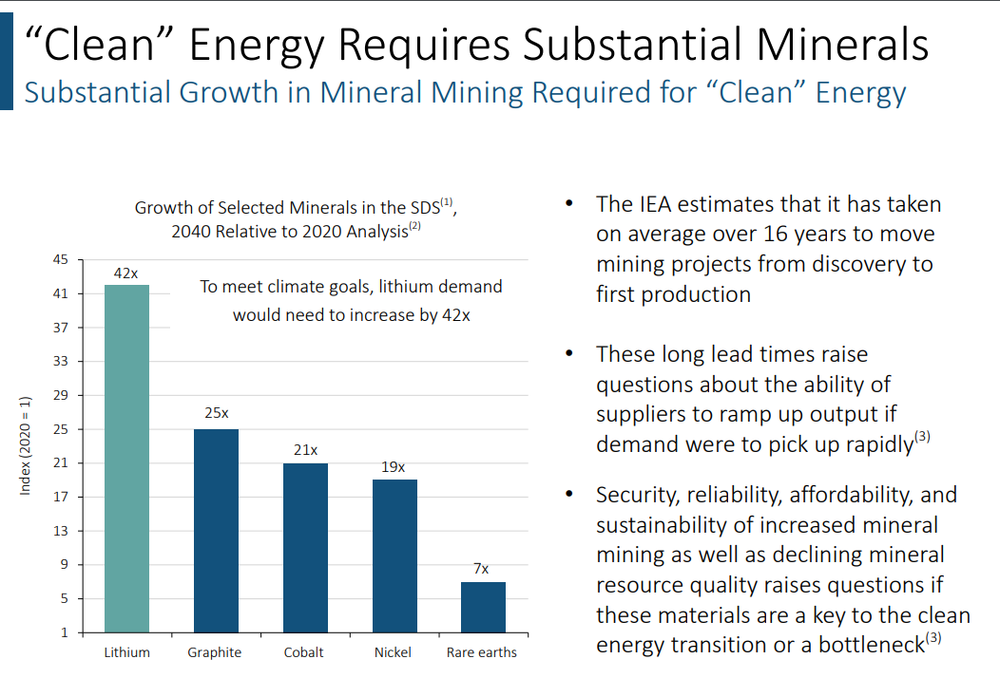 “Clean” Energy Requires Substantial Minerals
Substantial Growth in Mineral Mining Required for “Clean” Energy
Growth of Selected Minerals in the SDS(1),
2040 Relative to 2020 Analysis(2)
Index (2020 = 1)
45
41
37
33
29
25
21
17
13
9
5
1
42x
To meet climate goals, lithium demand
would need to increase by 42x
25x
21x
19x
7x
Lithium
Graphite
Cobalt
Nickel
Rare earths
• The IEA estimates that it has taken
on average over 16 years to move
mining projects from discovery to
first production
• These long lead times raise
questions about the ability of
suppliers to ramp up output if
demand were to pick up rapidly(3)
• Security, reliability, affordability, and
sustainability of increased mineral
mining as well as declining mineral
resource quality raises questions if
these materials are a key to the clean
energy transition or a bottleneck(3)